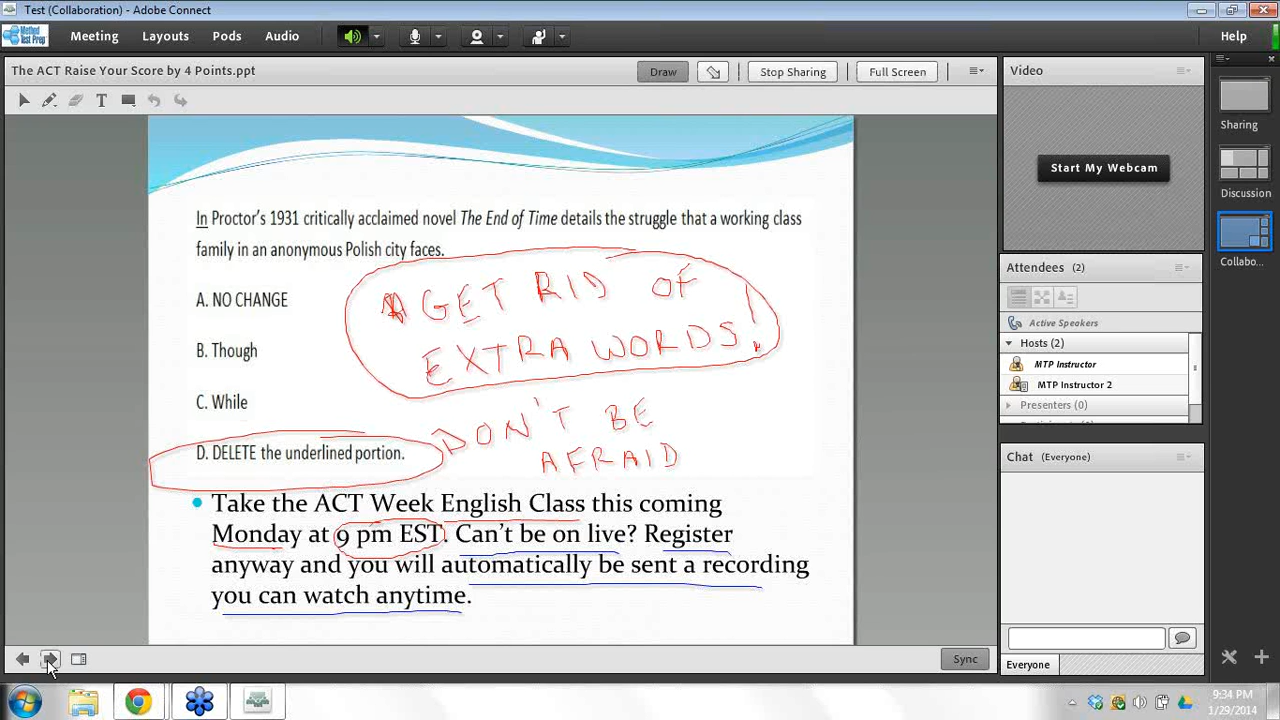 Test (Collaboration) - Adobe Connect
Method Test Prep
Meeting Layouts Pods Audio Help
The ACT Raise Your Score by 4 Points.ppt
Draw Stop Sharing Full Screen
In Proctor's 1931 critically acclaimed novel The End of Time details the struggle that a working class
family in an anonymous Polish city faces.
A. NO CHANGE
B. Though
C. While
D. DELETE the underlined portion.
GET RID OF
EXTRA WORDS!
DON'T BE
AFRAID
• Take the ACT Week English Class this coming
Monday at 9 pm EST. Can't be on live? Register
anyway and you will automatically be sent a recording
you can watch anytime.
Sync
Video
Start My Webcam
Attendees (2)
Active Speakers
Hosts (2)
MTP Instructor
MTP Instructor 2
Presenters (0)
Chat (Everyone)
Everyone
Sharing
Discussion
Collabo...
9:34 PM
1/29/2014